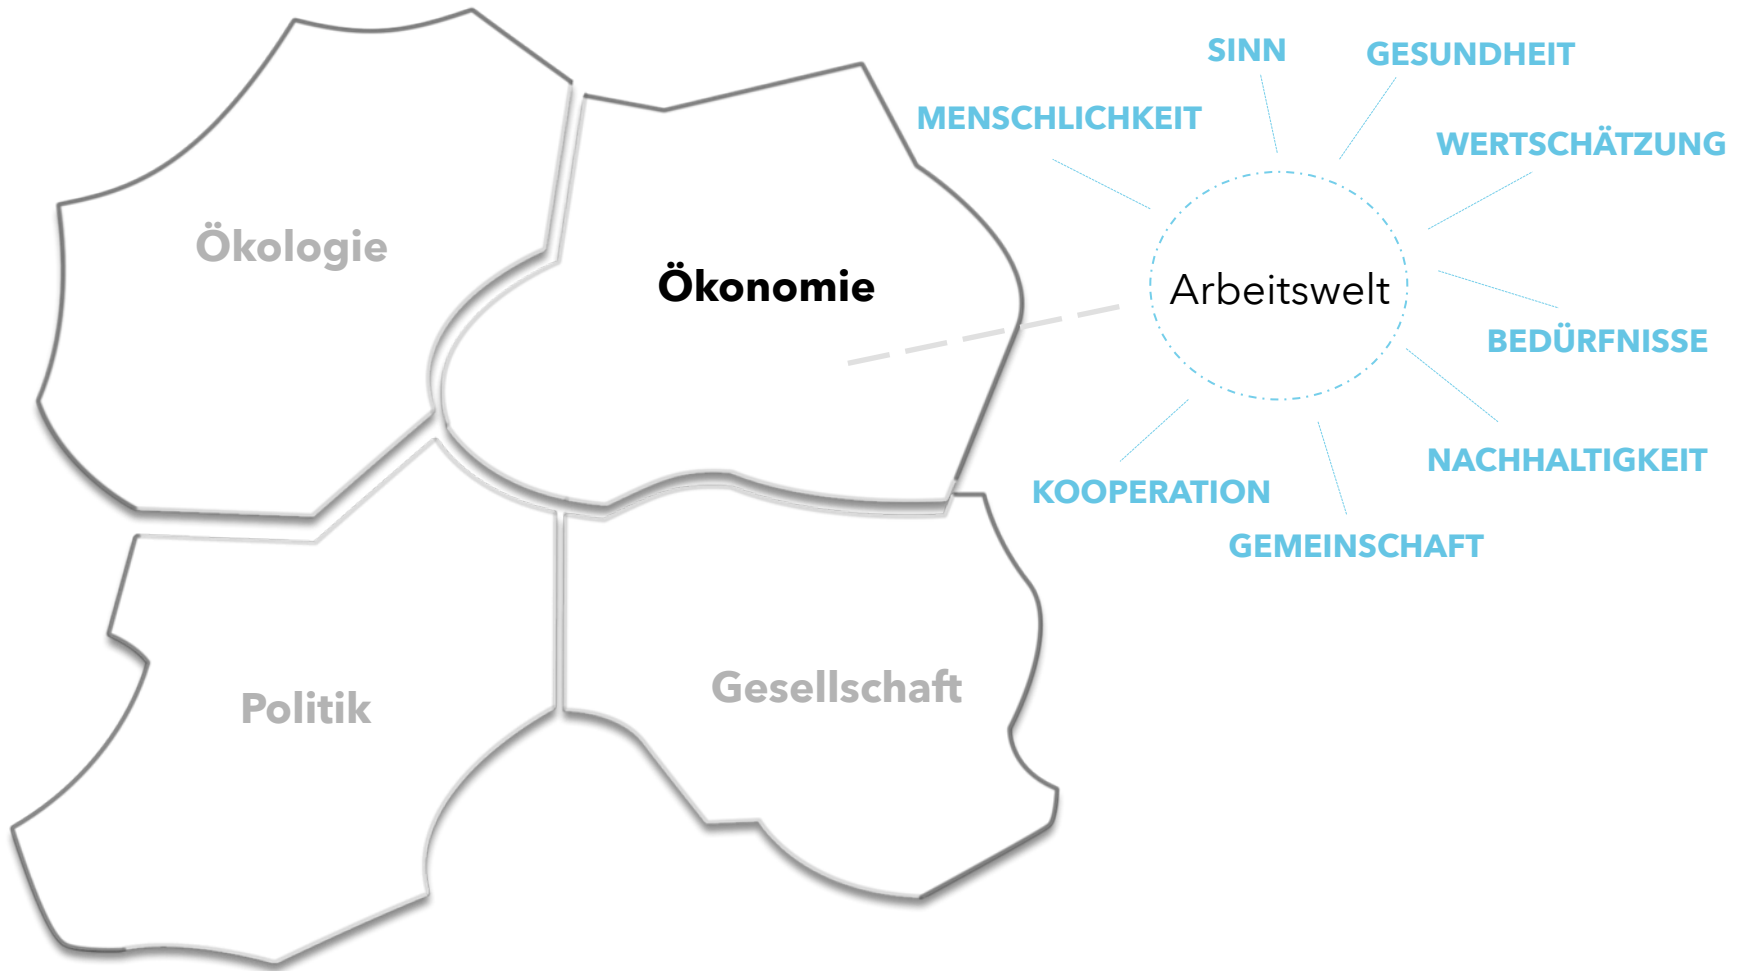 SINN
GESUNDHEIT
MENSCHLICHKEIT
WERTSCHÄTZUNG
Ökologie
Ökonomie
Arbeitswelt
BEDÜRFNISSE
NACHHALTIGKEIT
KOOPERATION
GEMEINSCHAFT
Politik
Gesellschaft